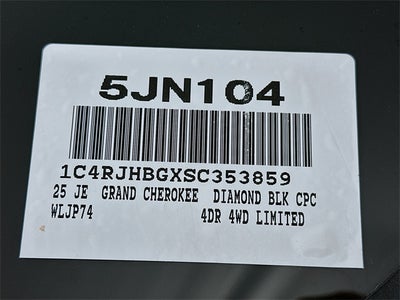 5JN104
1C4RJHBGXSC353859
25 JE GRAND CHEROKEE DIAMOND BLK CPC
WLJP74 4DR 4WD LIMITED